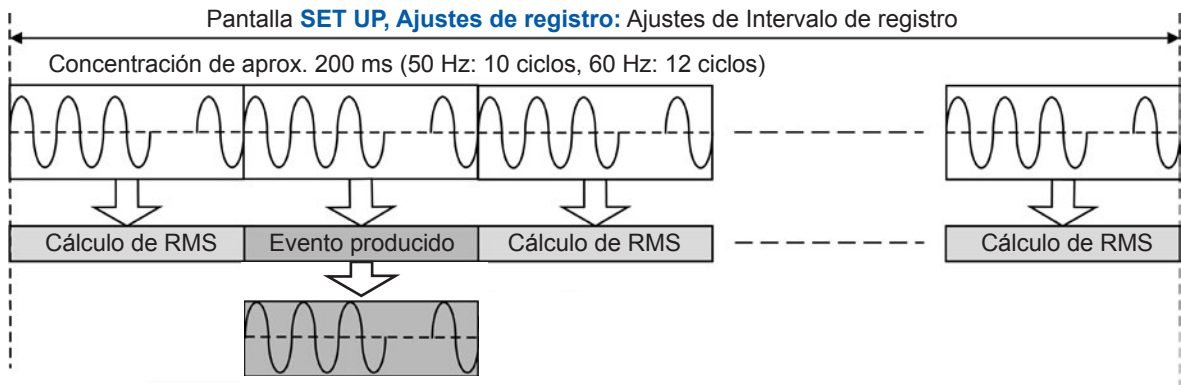 Pantalla SET UP, Ajustes de registro: Ajustes de Intervalo de registro
Concentración de aprox. 200 ms (50 Hz: 10 ciclos, 60 Hz: 12 ciclos)
Cálculo de RMS
Evento producido
Cálculo de RMS
Cálculo de RMS